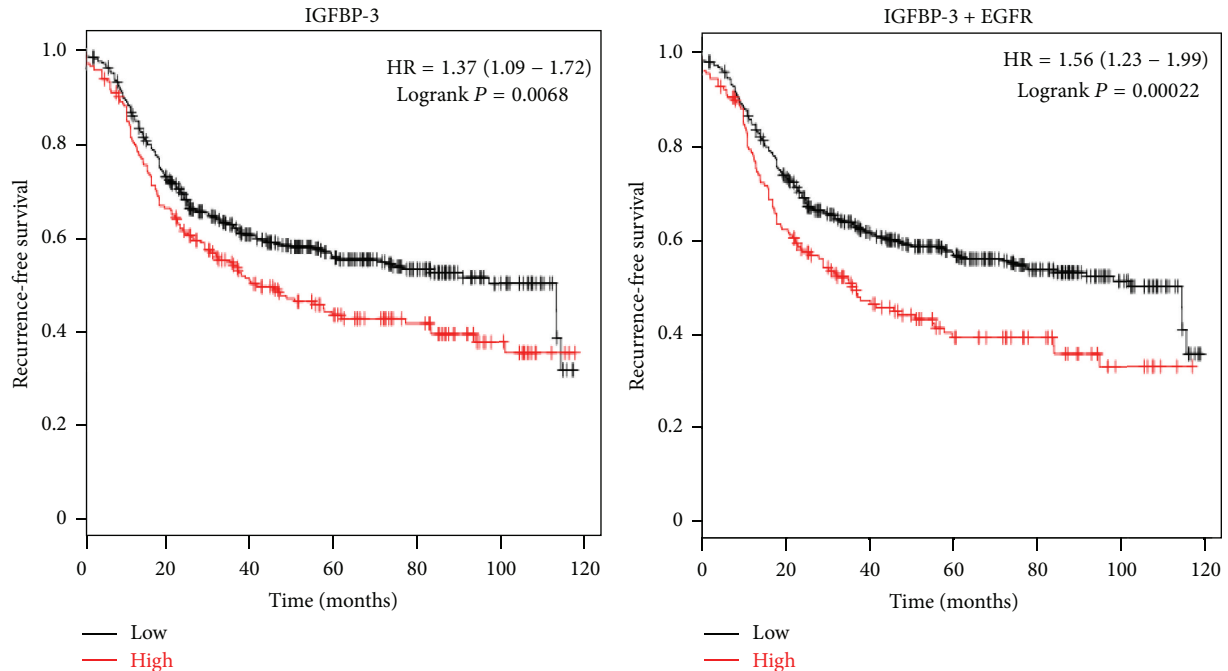 IGFBP-3
HR = 1.37 (1.09 – 1.72)
Logrank P = 0.0068
1.0
0.8
0.6
0.4
0.2
0
Recurrence-free survival
0 20 40 60 80 100 120
Time (months)
Low
High
IGFBP-3 + EGFR
HR = 1.56 (1.23 – 1.99)
Logrank P = 0.00022
1.0
0.8
0.6
0.4
0.2
0
Recurrence-free survival
0 20 40 60 80 100 120
Time (months)
Low
High